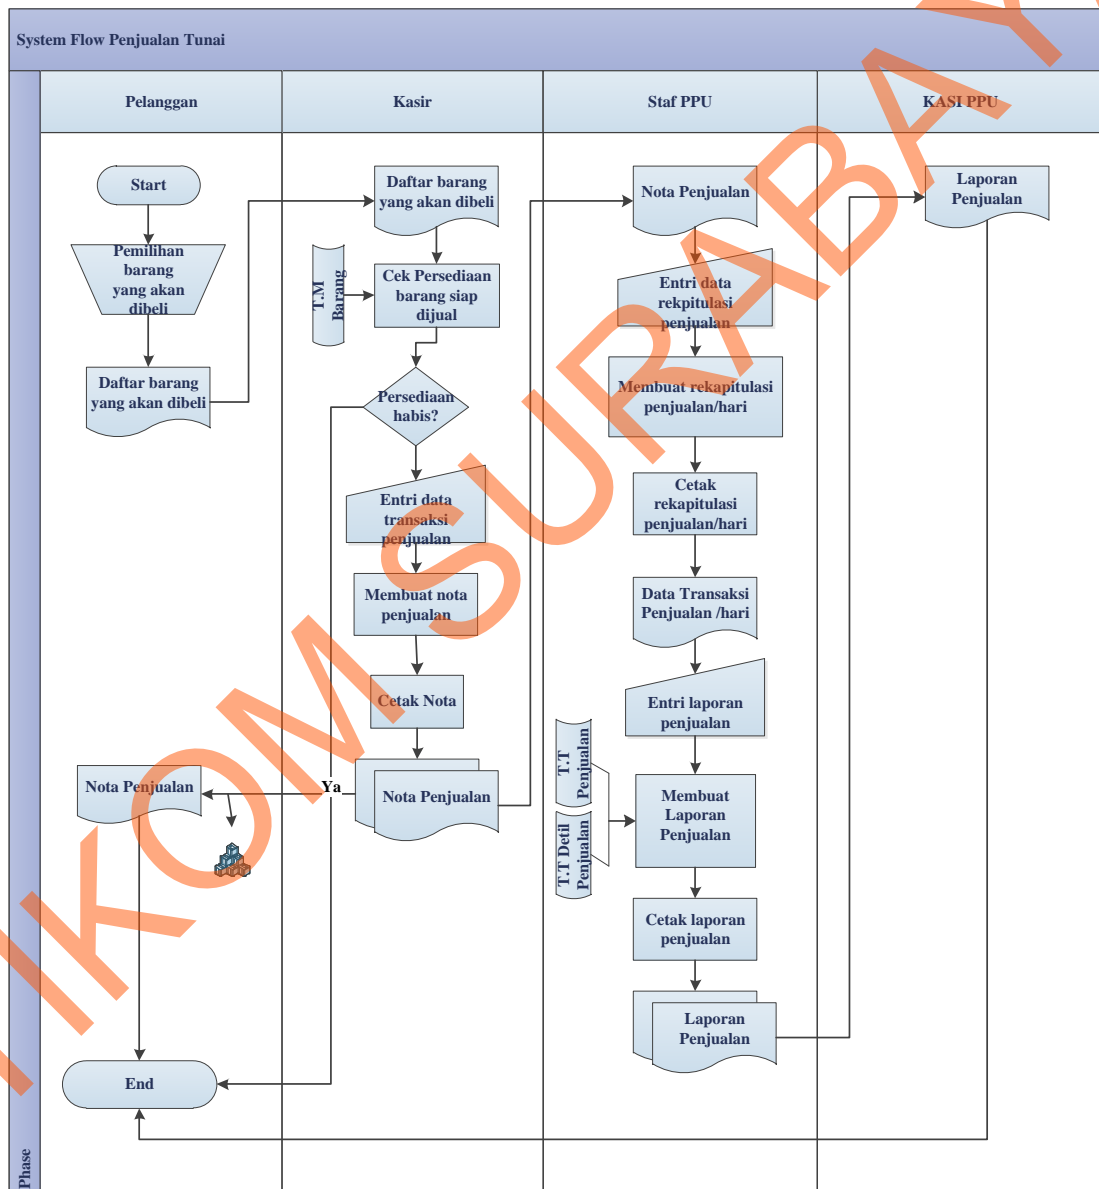 System Flow Penjualan Tunai
Pelanggan
Kasir
Staf PPU
KASI PPU
Start
Pemilihan
barang
yang akan
dibeli
Daftar barang
yang akan dibeli
Nota Penjualan
End
Daftar barang
yang akan dibeli
T.M
Barang
Cek Persediaan
barang siap
dijual
Persediaan
habis?
Entri data
transaksi
penjualan
Membuat nota
penjualan
Cetak Nota
Ya
Nota Penjualan
Nota Penjualan
Entri data
rekpitulasi
penjualan
Membuat rekapitulasi
penjualan/hari
Cetak
rekapitulasi
penjualan/hari
Data Transaksi
Penjualan /hari
Entri laporan
penjualan
T.T
Penjualan
T.T Detil
Penjualan
Membuat
Laporan
Penjualan
Cetak laporan
penjualan
Laporan
Penjualan
Laporan
Penjualan
Phase
IKOM SURABAY